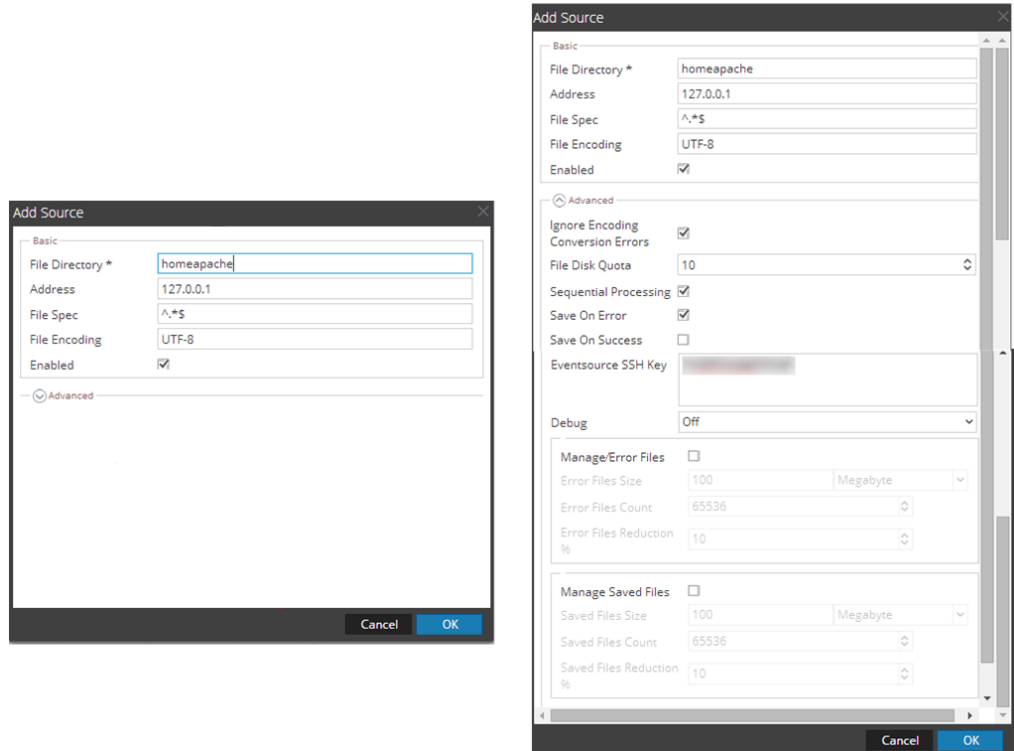 Add Source
Basic
File Directory * homeapache
Address 127.0.0.1
File Spec ^.*$
File Encoding UTF-8
Enabled
Advanced
Cancel OK
Add Source
Basic
File Directory * homeapache
Address 127.0.0.1
File Spec ^.*$
File Encoding UTF-8
Enabled
Advanced
Ignore Encoding
Conversion Errors
File Disk Quota 10
Sequential Processing
Save On Error
Save On Success
Eventsource SSH Key
Debug Off
Manage/Error Files
Error Files Size 100 Megabyte
Error Files Count 65536
Error Files Reduction
% 10
Manage Saved Files
Saved Files Size 100 Megabyte
Saved Files Count 65536
Saved Files Reduction
% 10
Cancel OK